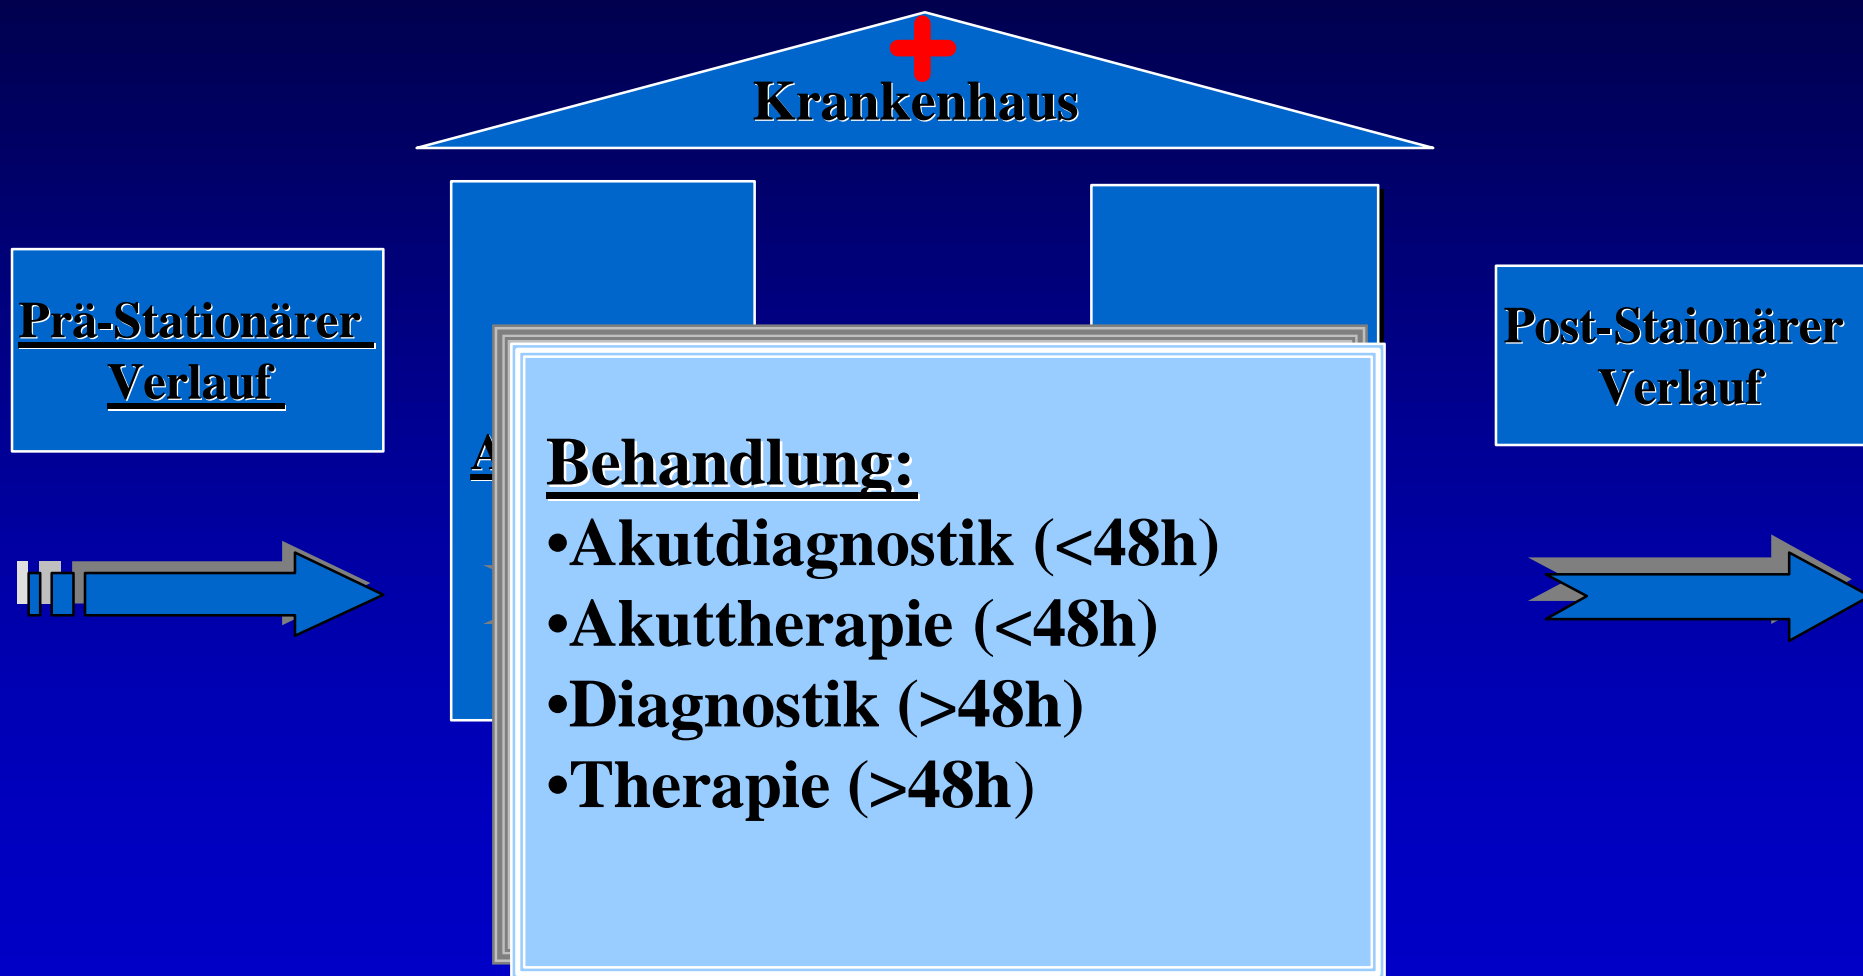 Krankenhaus
Prä-Stationärer
Verlauf
Behandlung:
•Akutdiagnostik (<48h)
•Akuttherapie (<48h)
•Diagnostik (>48h)
•Therapie (>48h)
Post-Staionärer
Verlauf